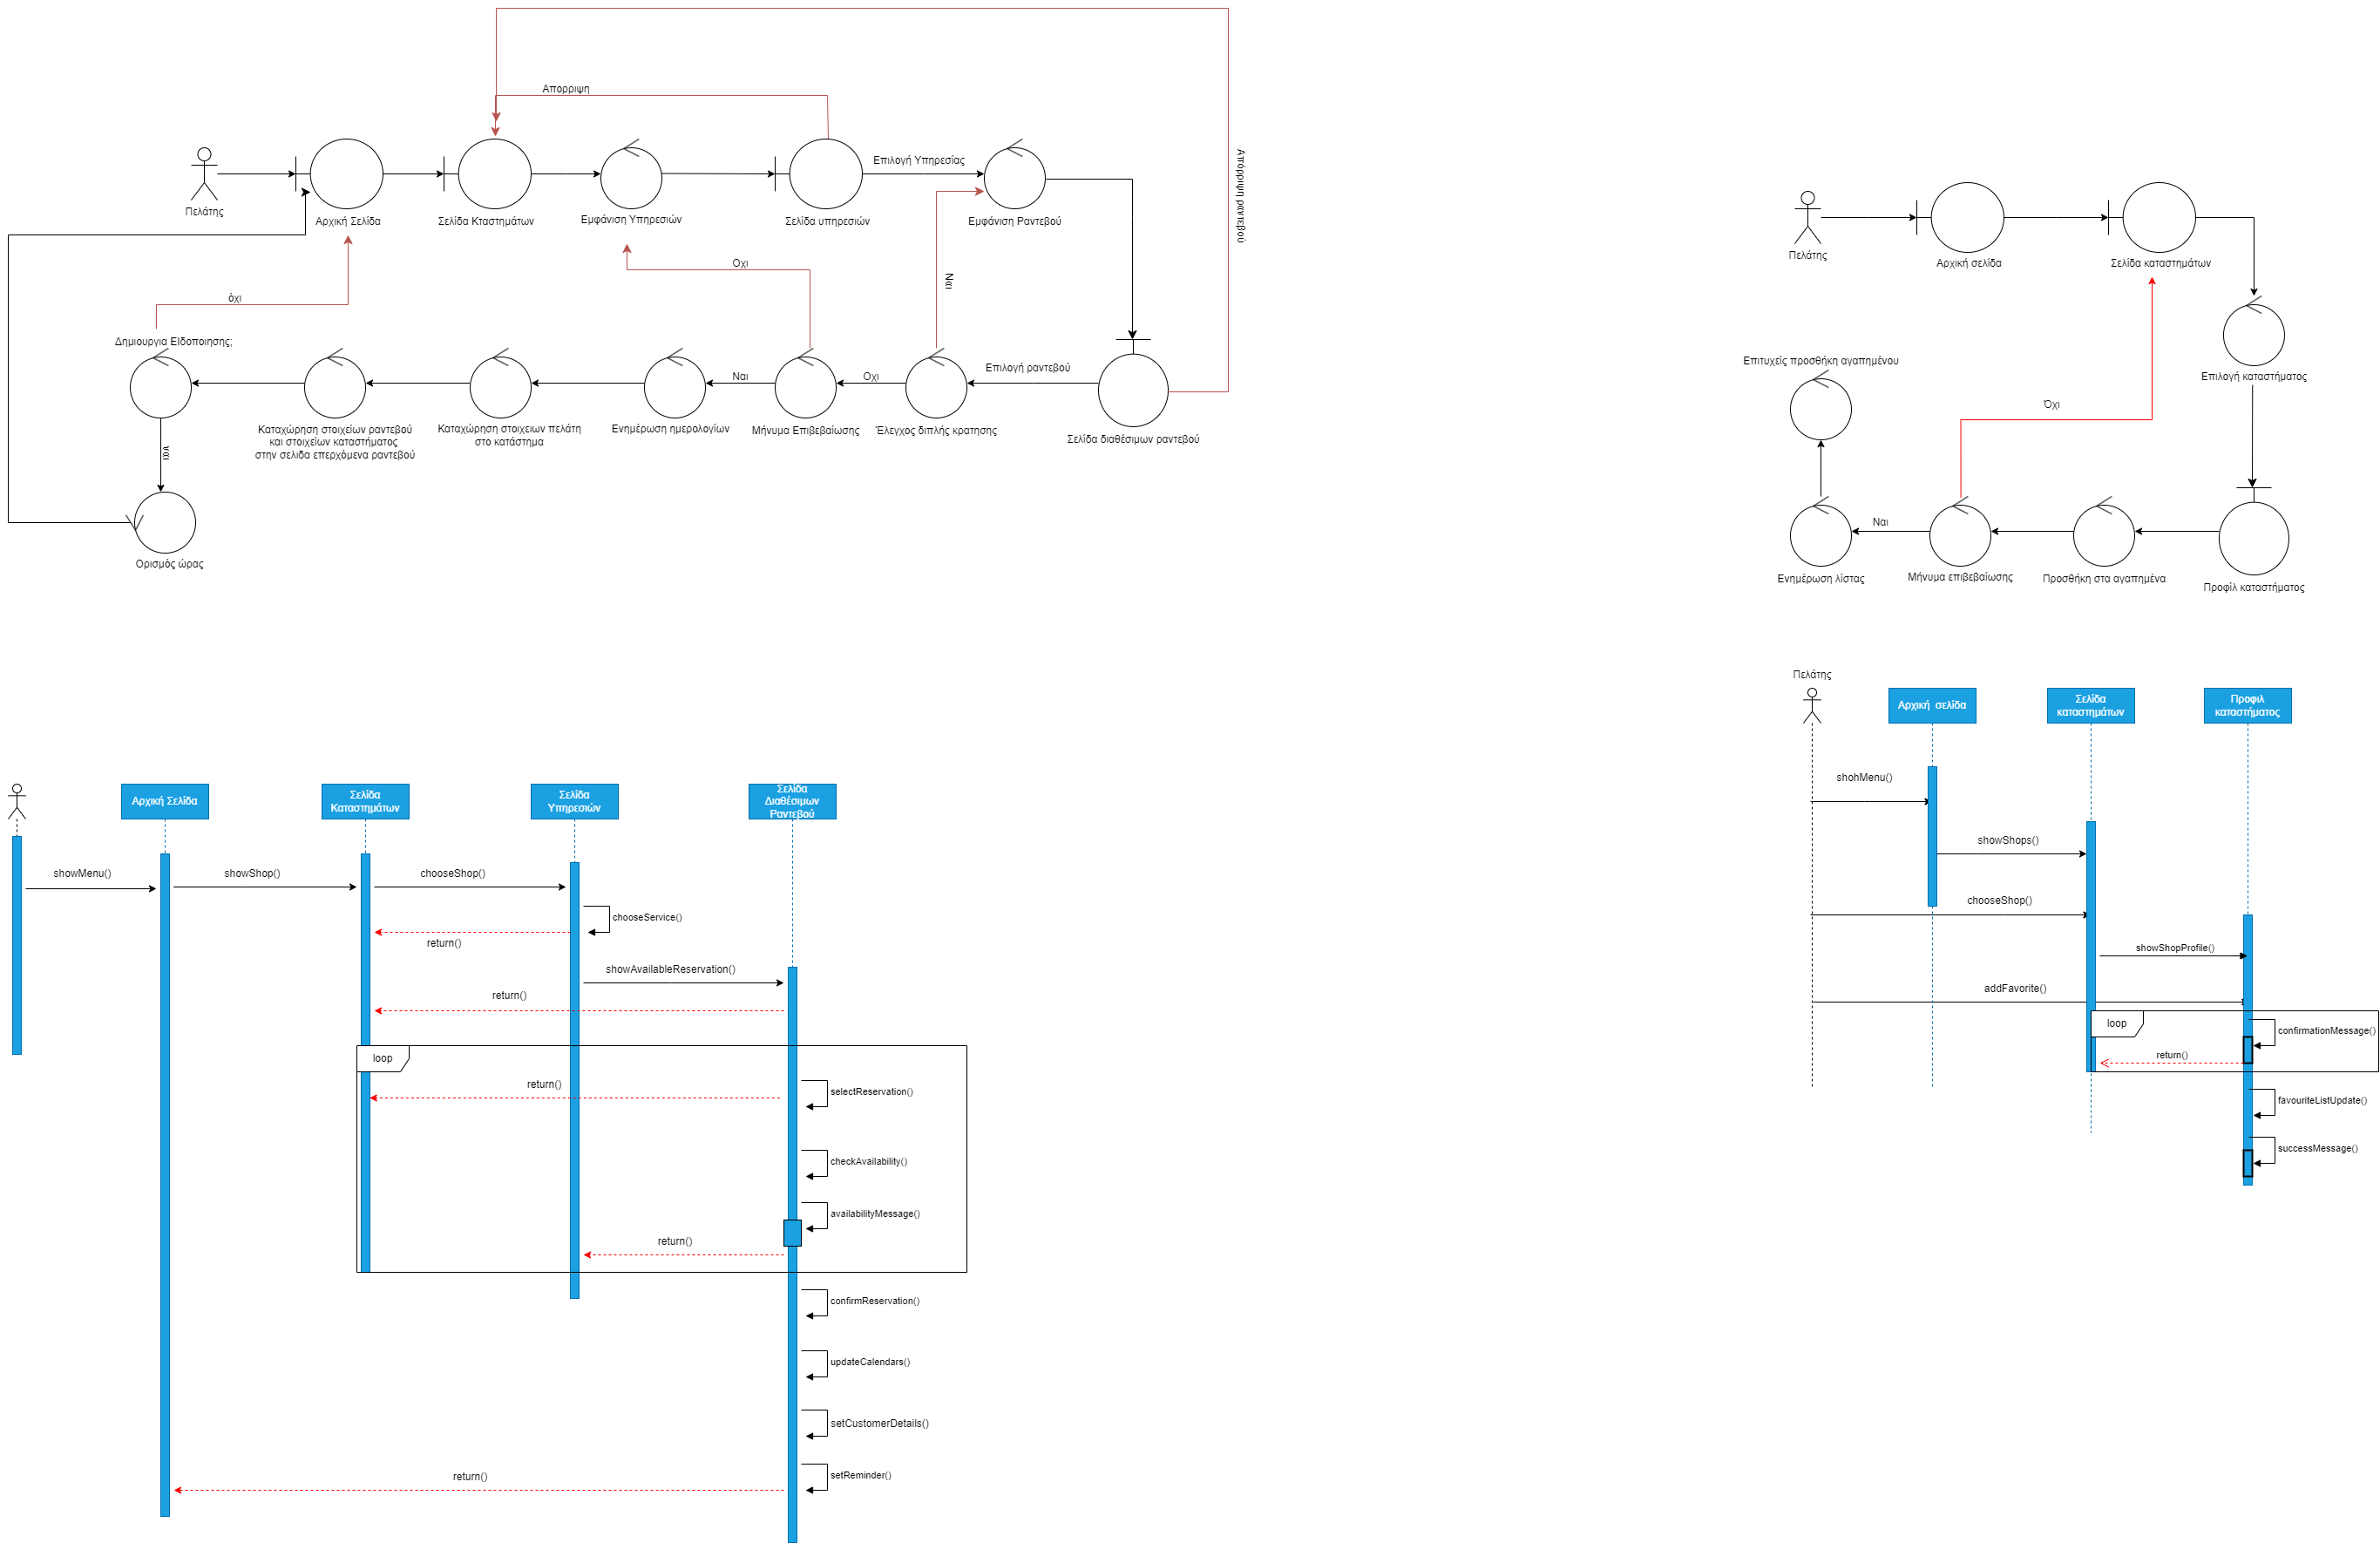 Απορριψη
Επιλογή Υπηρεσίας
Απόρριψη ραντεβού
Πελάτης
Αρχική Σελίδα
Σελίδα Κταστημάτων
Εμφάνιση Υπηρεσιών
Σελίδα υπηρεσιών
Εμφάνιση Ραντεβού
Οχι
Ναι
όχι
Δημιουργια ΕΙδοποιησης;
Ναι
Οχι
Επιλογή ραντεβού
Καταχώρηση στοιχείων ραντεβού
και στοιχείων καταστήματος
στην σελιδα επερχόμενα ραντεβού
Καταχώρηση στοιχειων πελάτη
στο κατάστημα
Ενημέρωση ημερολογίων
Μήνυμα Επιβεβαίωσης
Έλεγχος διπλής κρατησης
Σελίδα διαθέσιμων ραντεβού
ναι
Ορισμός ώρας
Πελάτης
Αρχική σελίδα
Σελίδα καταστημάτων
Επιτυχείς προσθήκη αγαπημένου
Επιλογή καταστήματος
Όχι
Ναι
Ενημέρωση λίστας
Μήνυμα επιβεβαίωσης
Προσθήκη στα αγαπημένα
Προφίλ καταστήματος
Αρχική Σελίδα
Σελίδα
Καταστημάτων
Σελίδα
Υπηρεσιών
Σελίδα
Διαθέσιμων
Ραντεβού
showMenu()
showShop()
chooseShop()
chooseService()
return()
showAvailableReservation()
return()
loop
return()
selectReservation()
checkAvailability()
availabilityMessage()
return()
confirmReservation()
updateCalendars()
setCustomerDetails()
return()
setReminder()
Πελάτης
Αρχική σελίδα
Σελίδα
καταστημάτων
Προφιλ
καταστήματος
shohMenu()
showShops()
chooseShop()
showShopProfile()
addFavorite()
loop
confirmationMessage()
return()
favouriteListUpdate()
successMessage()